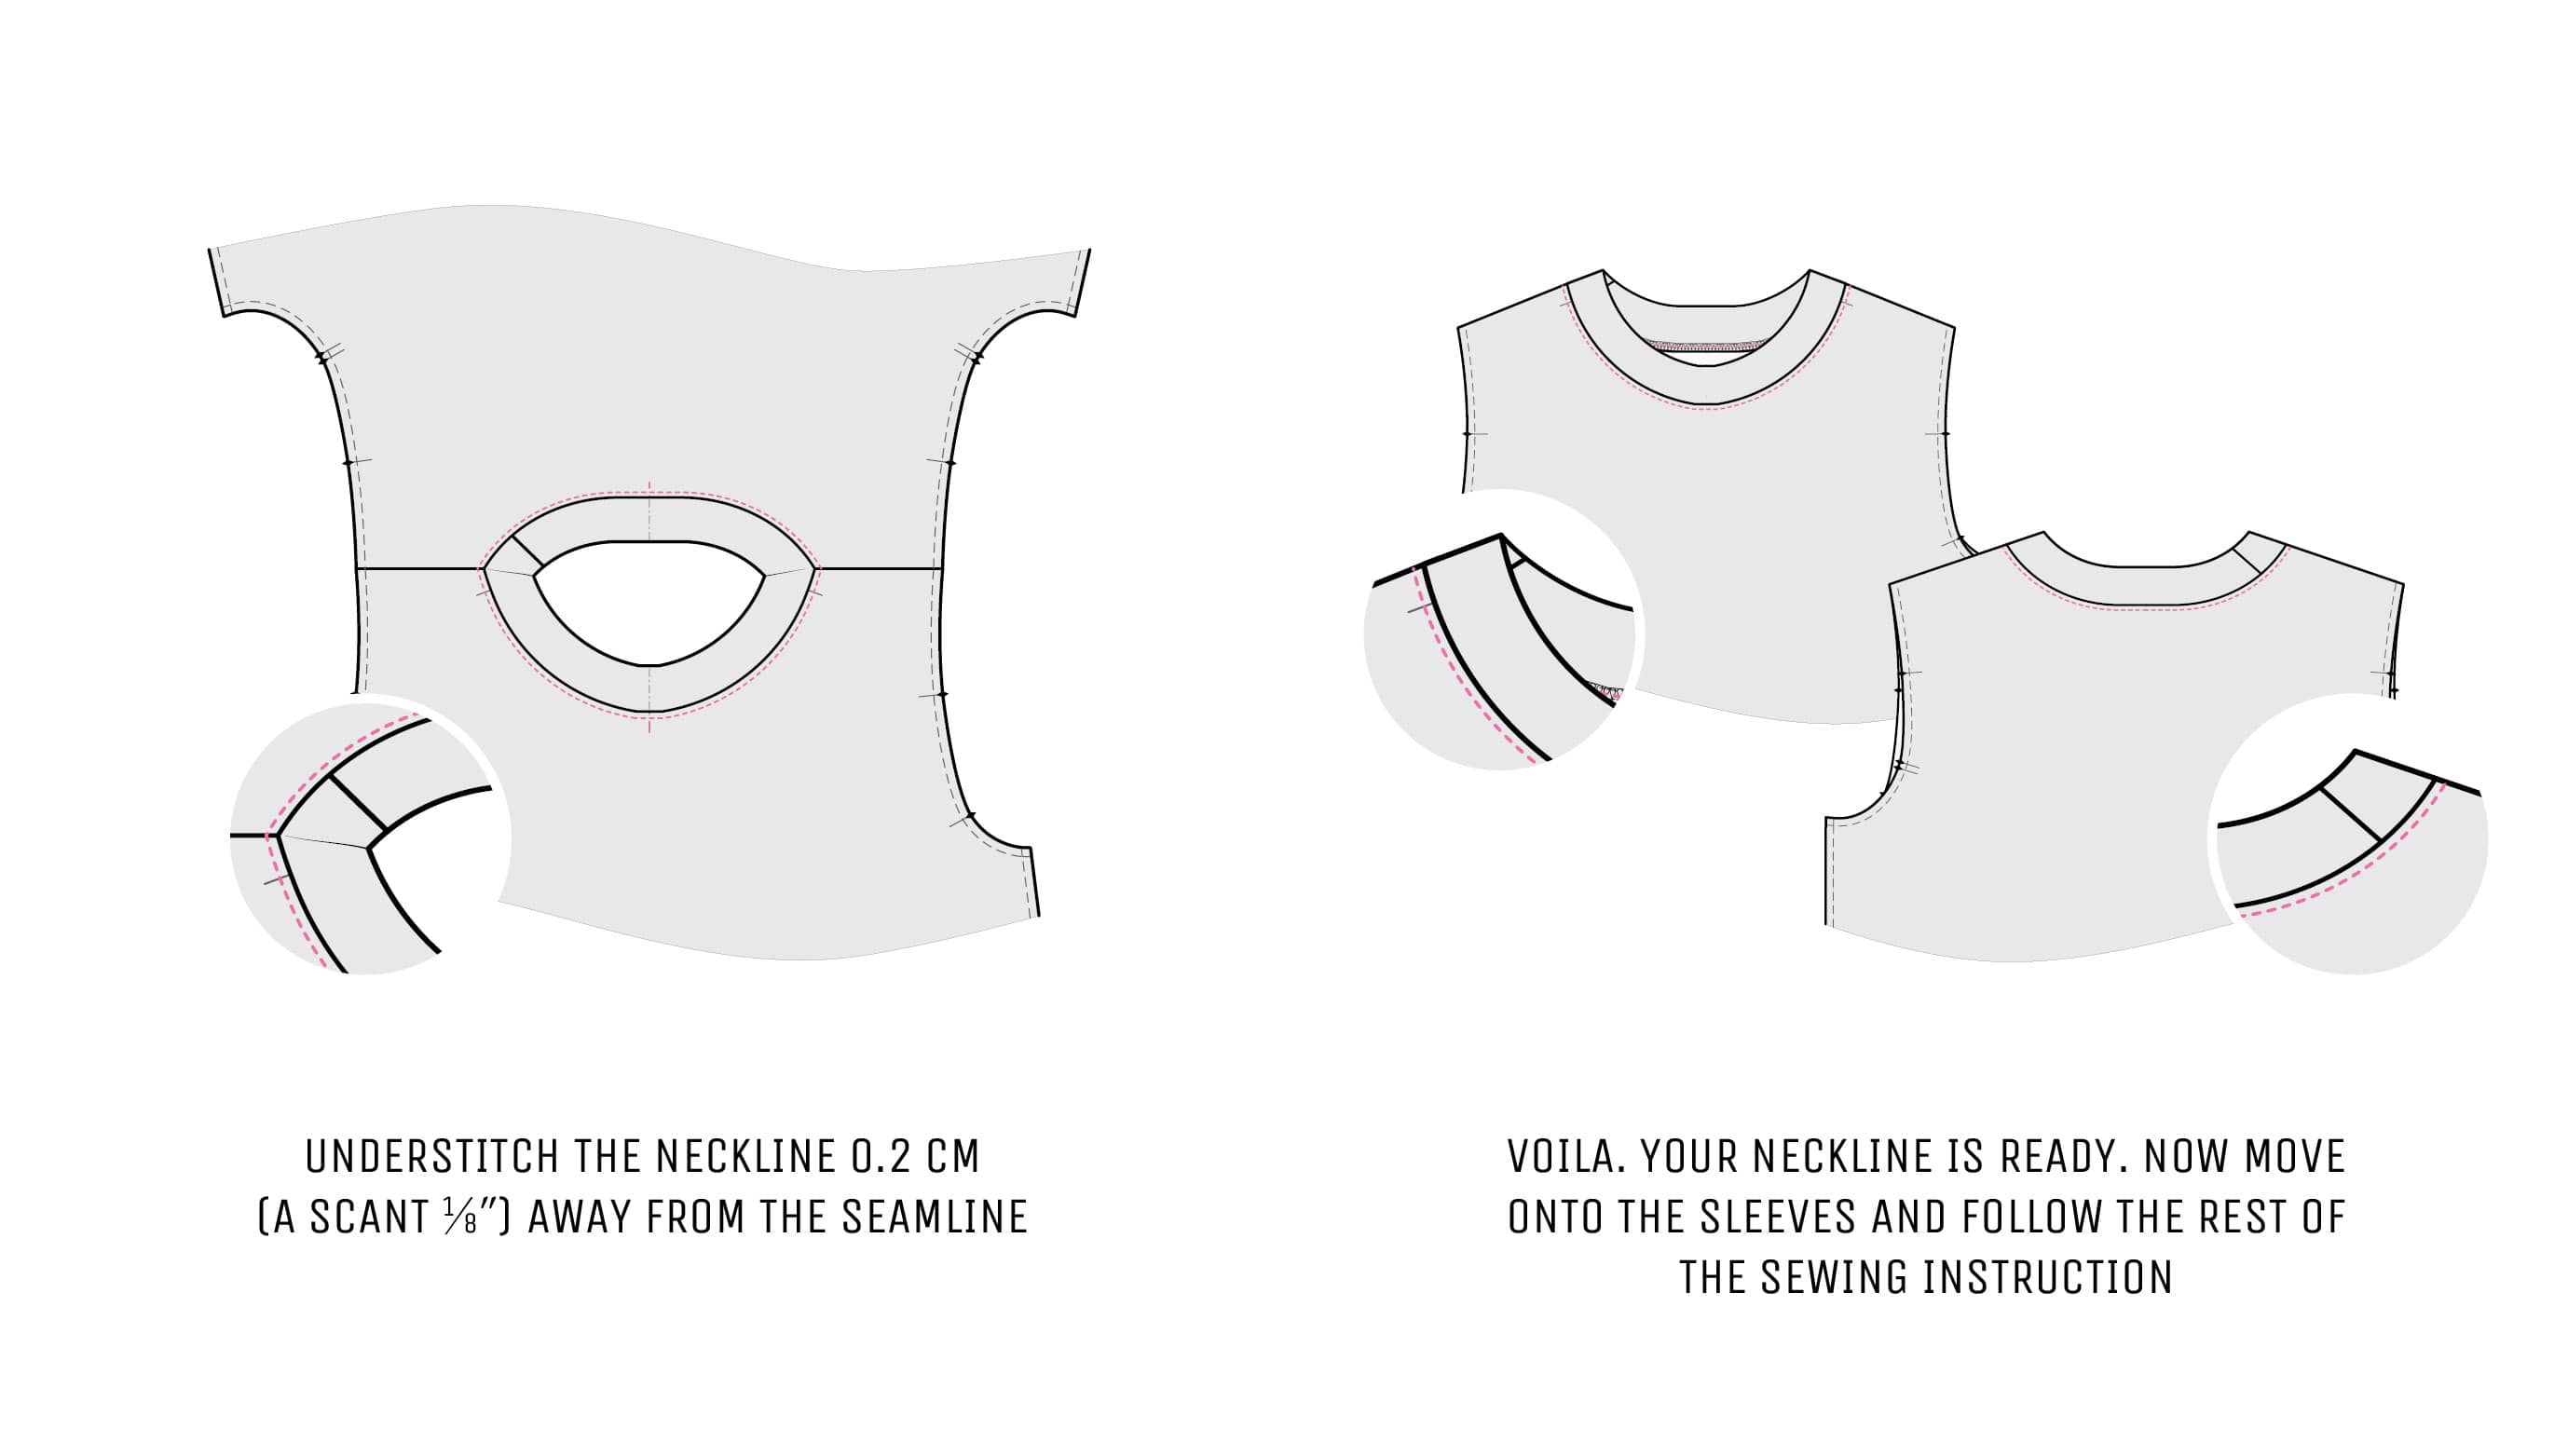 UNDERSTITCH THE NECKLINE 0.2 CM
(A SCANT ⅛") AWAY FROM THE SEAMLINE
VOILA. YOUR NECKLINE IS READY. NOW MOVE
ONTO THE SLEEVES AND FOLLOW THE REST OF
THE SEWING INSTRUCTION